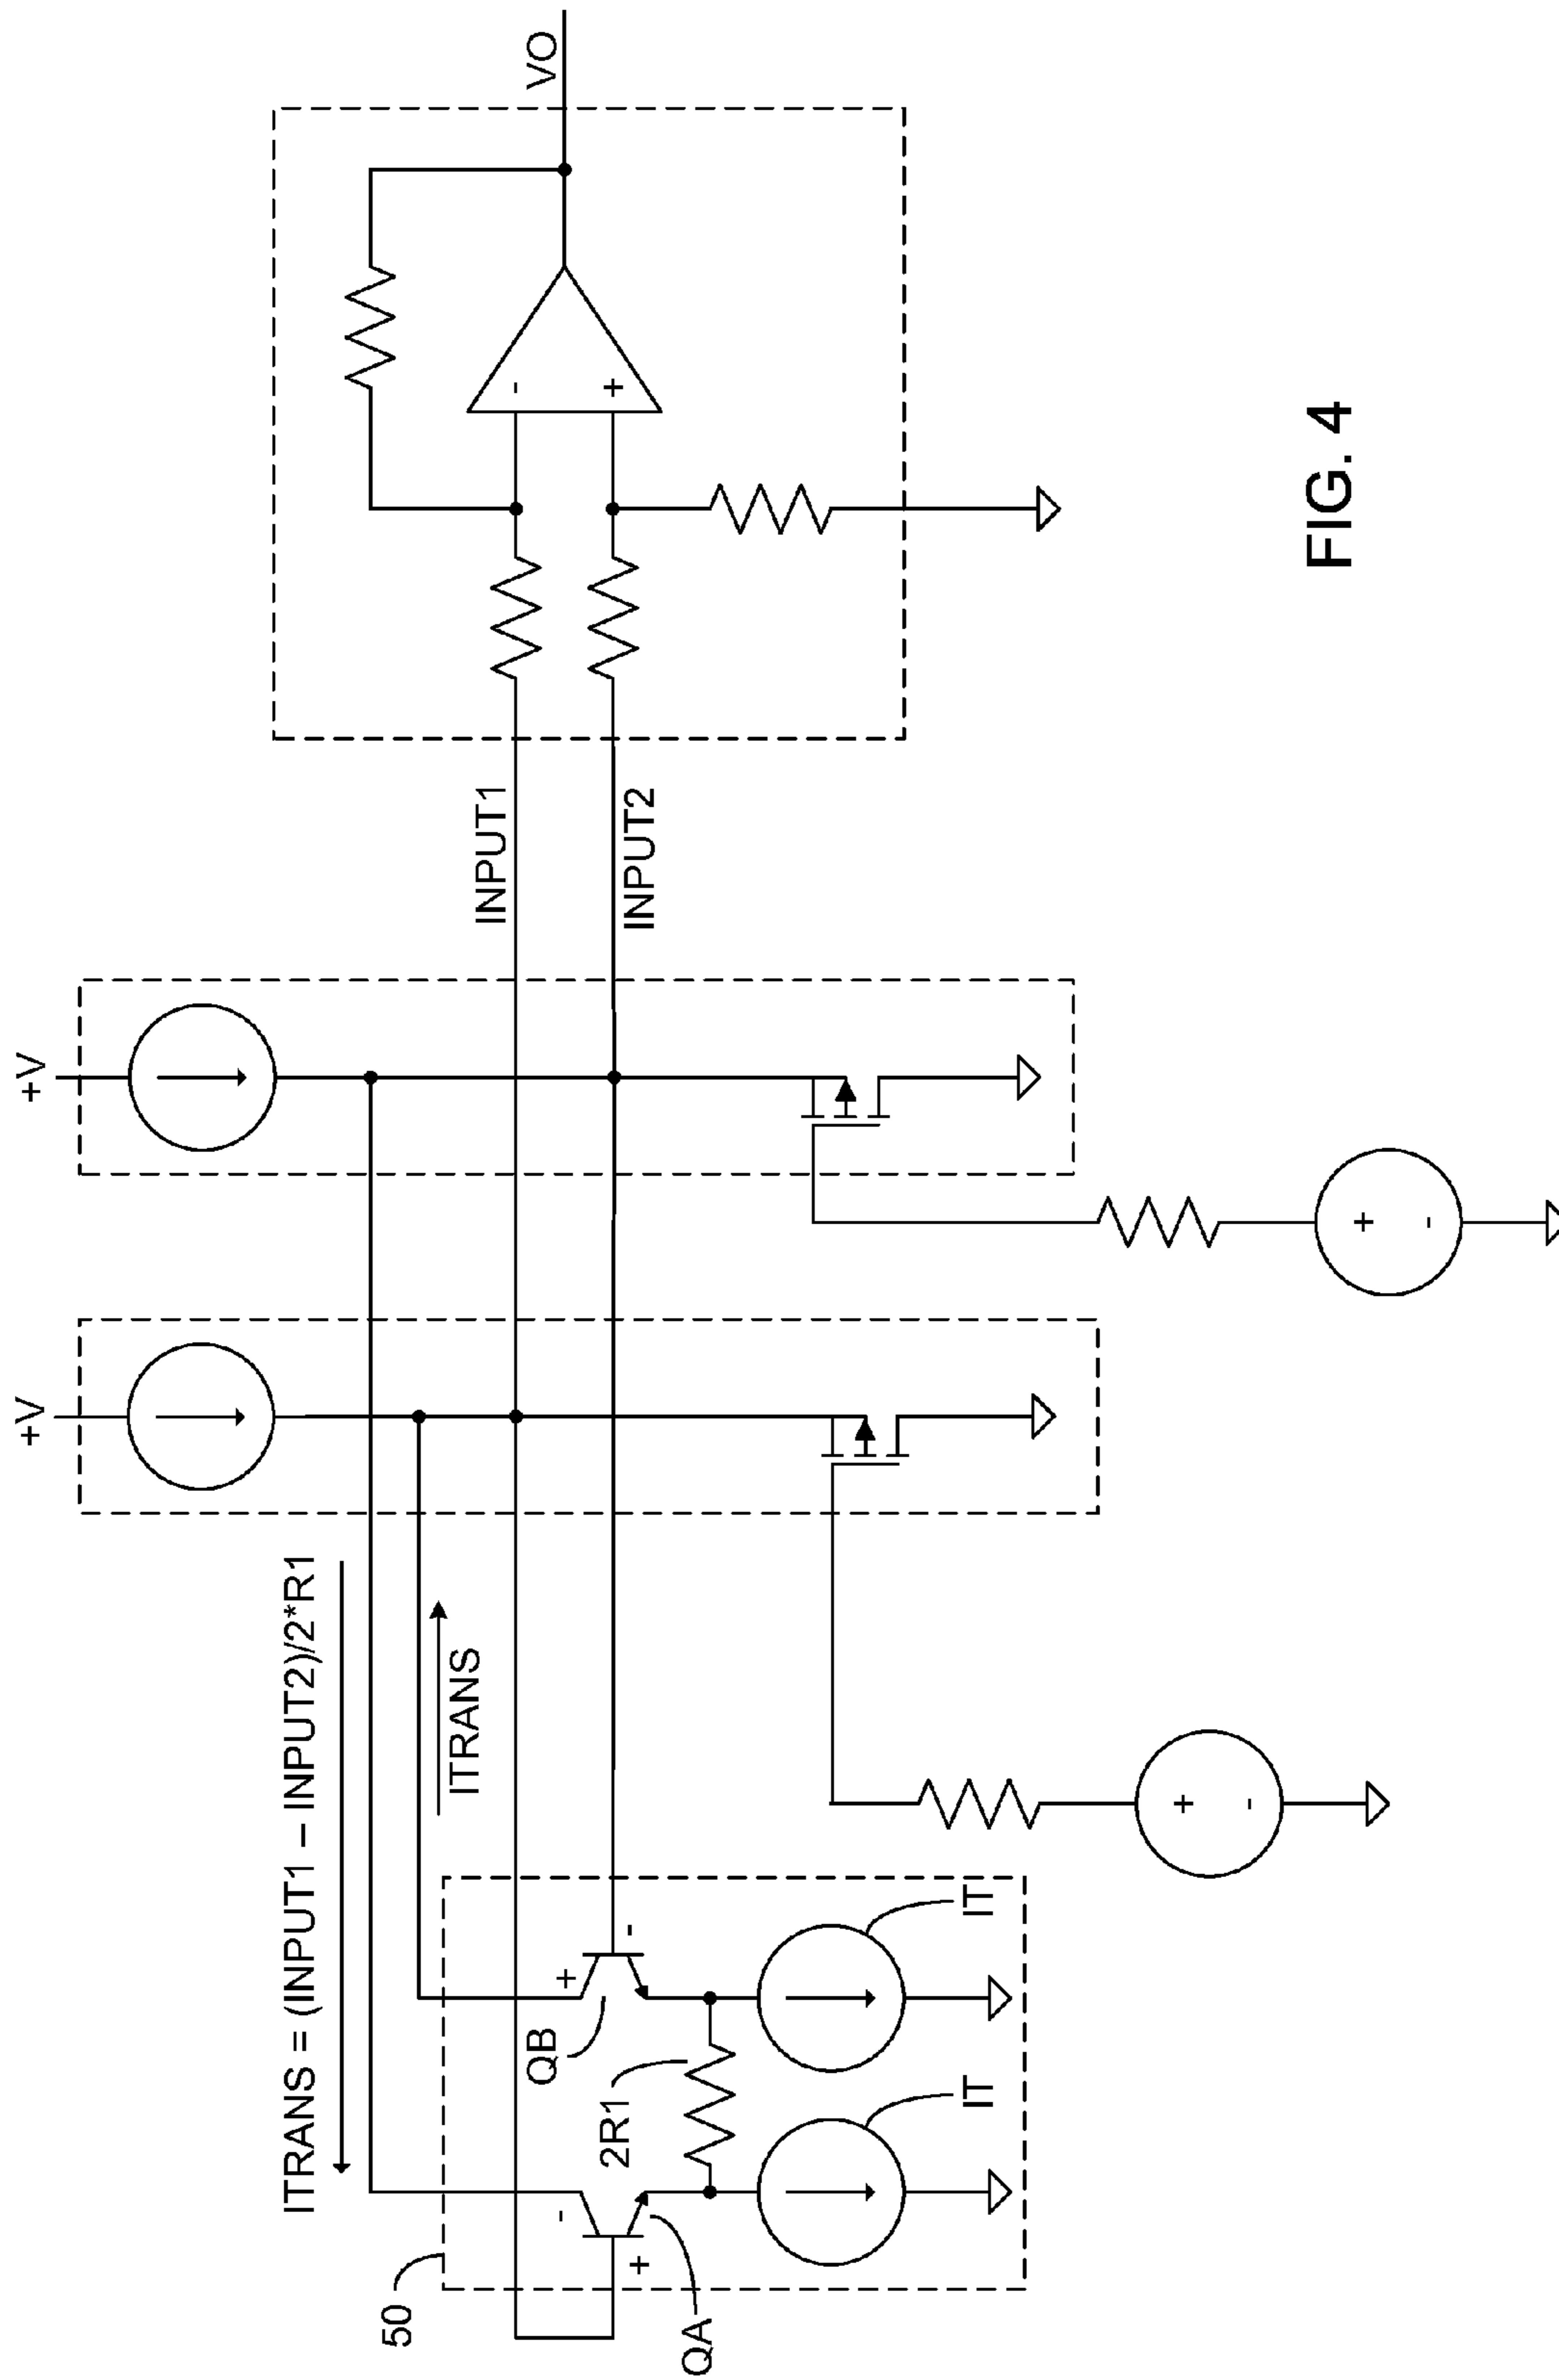 +V
+V
ITRANS = (INPUT1 – INPUT2)/2*R1
ITRANS
INPUT1
INPUT2
VO
-
+
50
-
+
QA
QB
+
-
2R1
IT
IT
+
-
+
-
FIG. 4